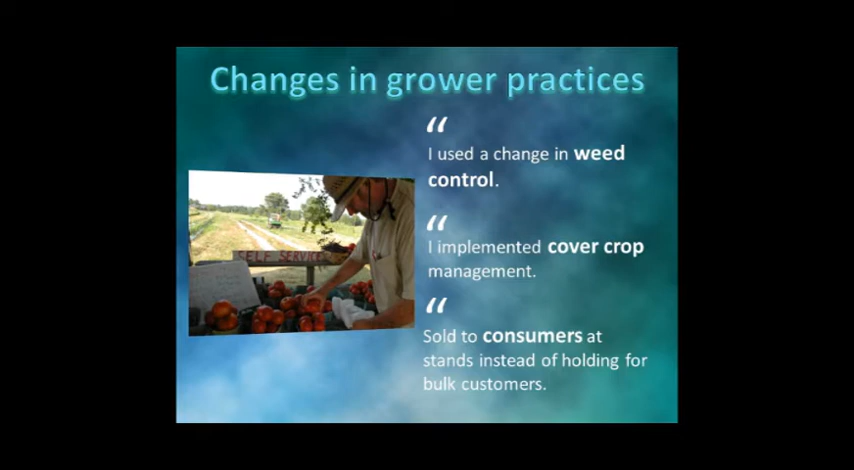 Changes in grower practices
“
I used a change in weed
control.
“
I implemented cover crop
management.
“
Sold to consumers at
stands instead of holding for
bulk customers.
SELF SERVICE